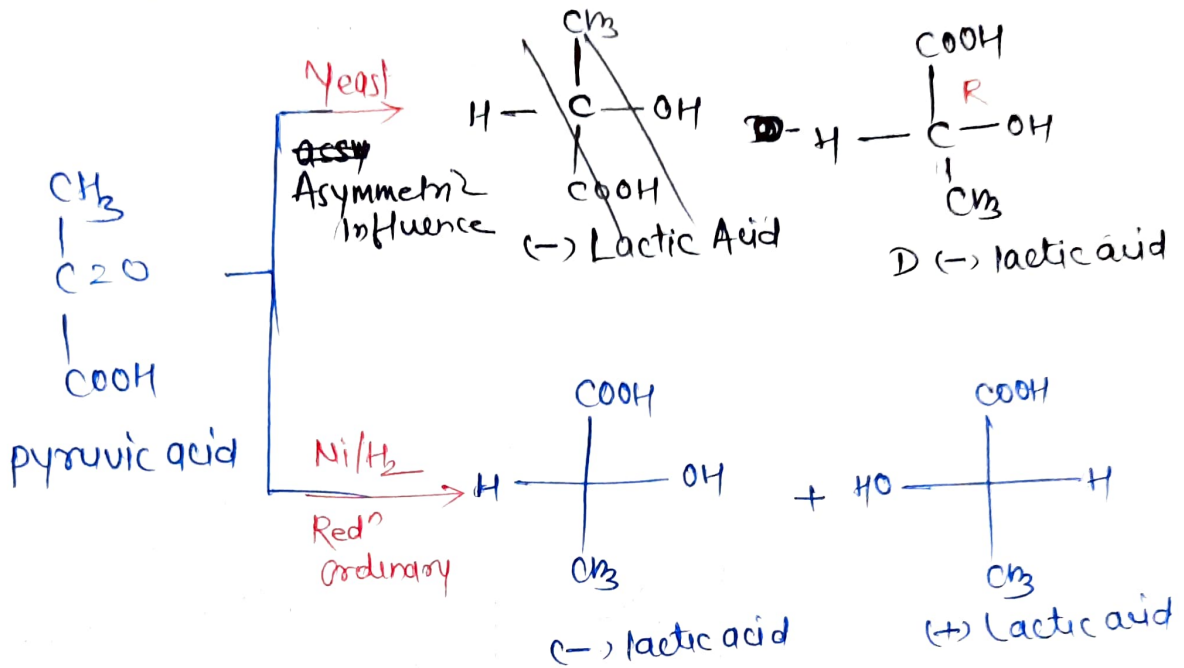 CH3
C=O
COOH
pyruvic acid
Yeast
Asymmetric
Influence
CH3
H — C — OH
COOH
(-) Lactic Acid
COOH
R
H — C — OH
CH3
D (-) lactic acid
Ni/H2
Redn
ordinary
COOH
H OH
CH3
(-) lactic acid
+
COOH
HO H
CH3
(+) Lactic acid